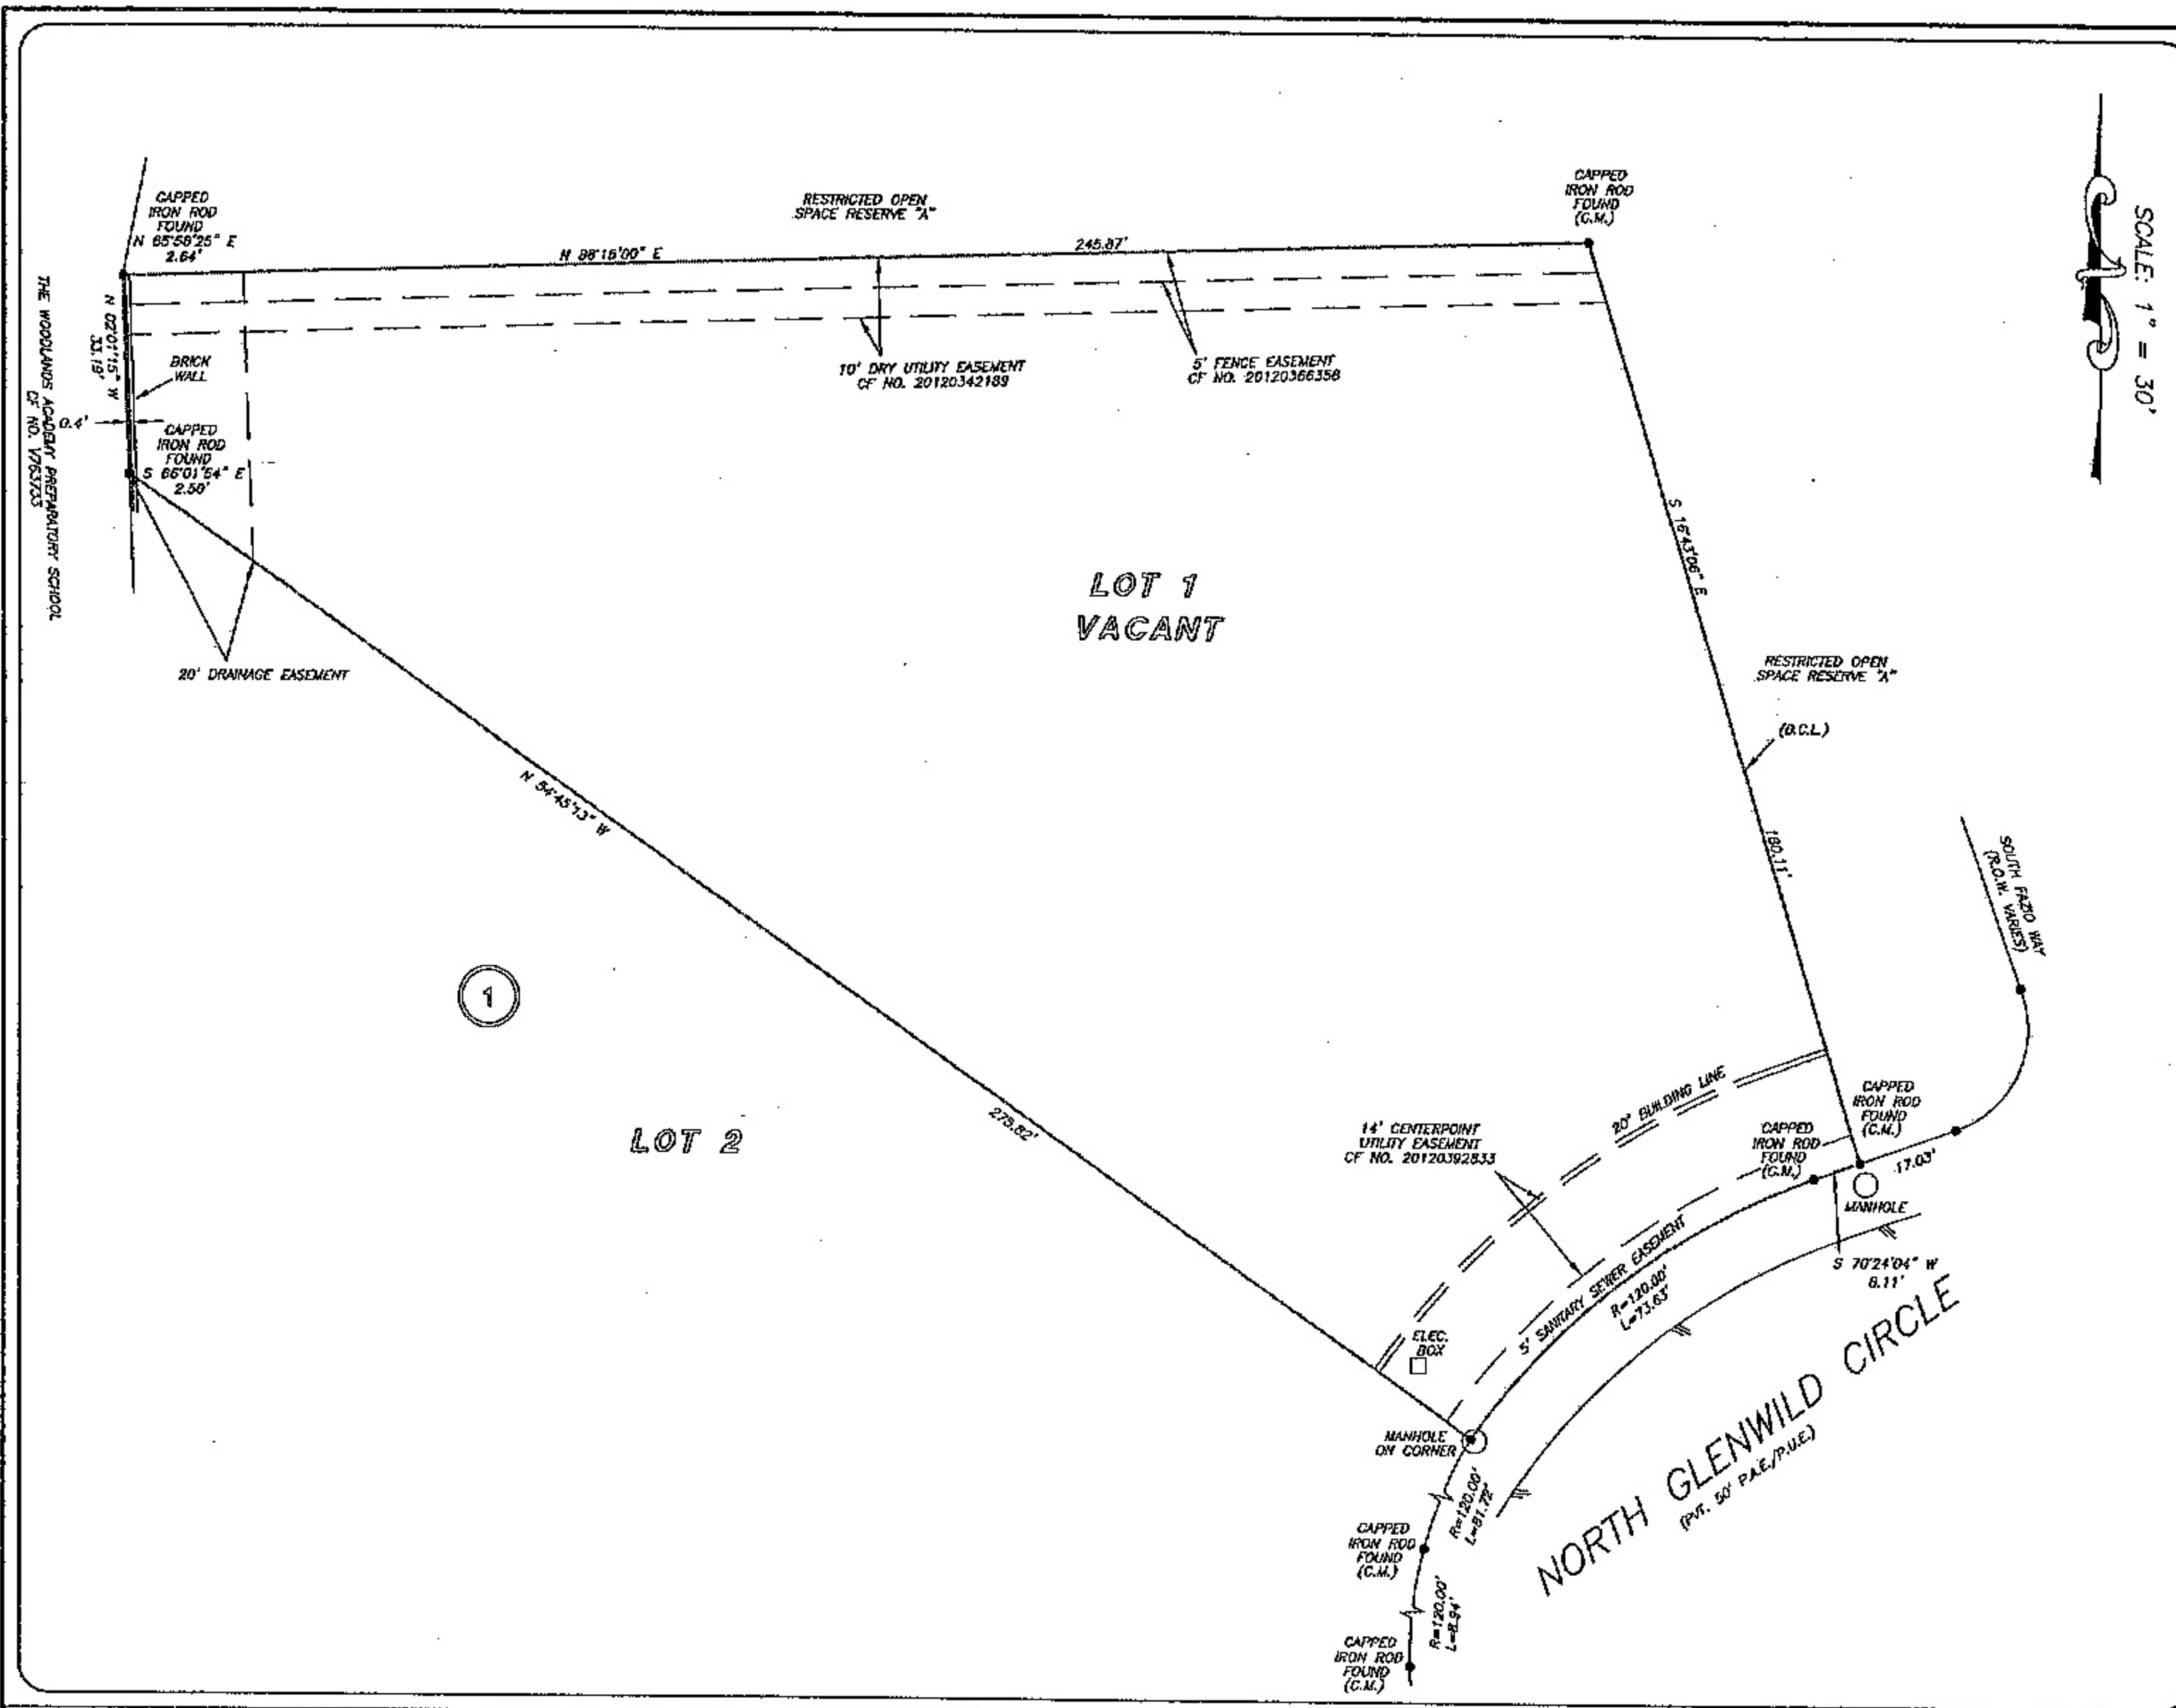 SCALE: 1" = 30'
CAPPED
IRON ROD
FOUND
N 65°58'25" E
2.64'
RESTRICTED OPEN
SPACE RESERVE "A"
CAPPED
IRON ROD
FOUND
(C.M.)
N 88°15'00" E
245.87'
THE WOODLANDS ACADEMY PREPARATORY SCHOOL
CF NO. V763733
N 02°01'15" W
33.19'
BRICK
WALL
0.4'
CAPPED
IRON ROD
FOUND
S 66°01'54" E
2.50'
10' DRY UTILITY EASEMENT
CF NO. 20120342189
5' FENCE EASEMENT
CF NO. 20120366358
S 16°43'06" E
LOT 1
VACANT
20' DRAINAGE EASEMENT
RESTRICTED OPEN
SPACE RESERVE "A"
(B.C.L.)
N 54°45'13" W
180.11'
SOUTH FAZIO WAY
(R.O.W. VARIES)
1
LOT 2
275.82'
20' BUILDING LINE
14' CENTERPOINT
UTILITY EASEMENT
CF NO. 20120392833
CAPPED
IRON ROD
FOUND
(C.M.)
CAPPED
IRON ROD
FOUND
(C.M.)
17.03'
MANHOLE
S 70°24'04" W
8.11'
5' SANITARY SEWER EASEMENT
R=120.00'
L=73.63'
ELEC.
BOX
MANHOLE
ON CORNER
R=120.00'
L=81.72'
NORTH GLENWILD CIRCLE
(PVT. 50' P.A.E./P.U.E.)
CAPPED
IRON ROD
FOUND
(C.M.)
R=120.00'
L=8.94'
CAPPED
IRON ROD
FOUND
(C.M.)